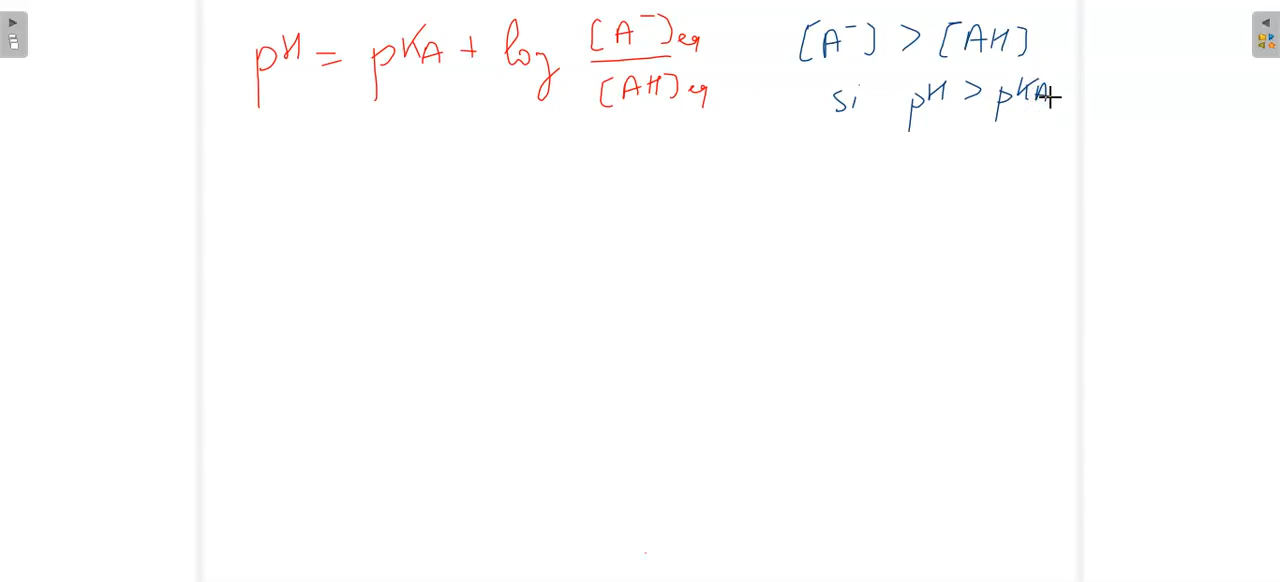 pH = pKA + log [A⁻]eq / [AH]eq
[A⁻] > [AH]
si pH > pKA